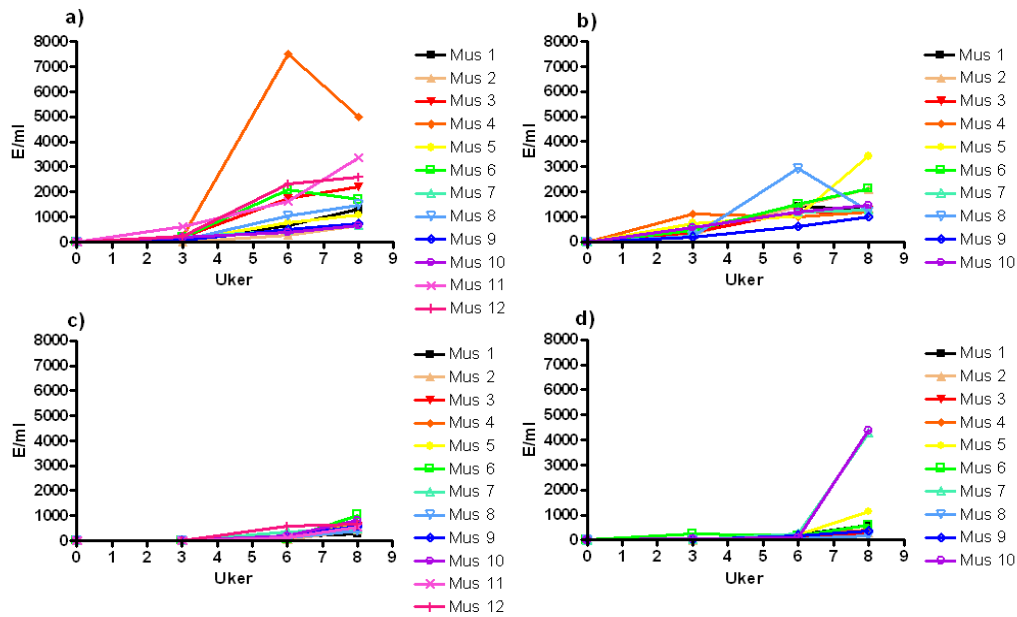 a)
8000
7000
6000
5000
4000
3000
2000
1000
0
E/ml
0 1 2 3 4 5 6 7 8 9
Uker
Mus 1
Mus 2
Mus 3
Mus 4
Mus 5
Mus 6
Mus 7
Mus 8
Mus 9
Mus 10
Mus 11
Mus 12
b)
8000
7000
6000
5000
4000
3000
2000
1000
0
E/ml
0 1 2 3 4 5 6 7 8 9
Uker
Mus 1
Mus 2
Mus 3
Mus 4
Mus 5
Mus 6
Mus 7
Mus 8
Mus 9
Mus 10
c)
8000
7000
6000
5000
4000
3000
2000
1000
0
E/ml
0 1 2 3 4 5 6 7 8 9
Uker
Mus 1
Mus 2
Mus 3
Mus 4
Mus 5
Mus 6
Mus 7
Mus 8
Mus 9
Mus 10
Mus 11
Mus 12
d)
8000
7000
6000
5000
4000
3000
2000
1000
0
E/ml
0 1 2 3 4 5 6 7 8 9
Uker
Mus 1
Mus 2
Mus 3
Mus 4
Mus 5
Mus 6
Mus 7
Mus 8
Mus 9
Mus 10